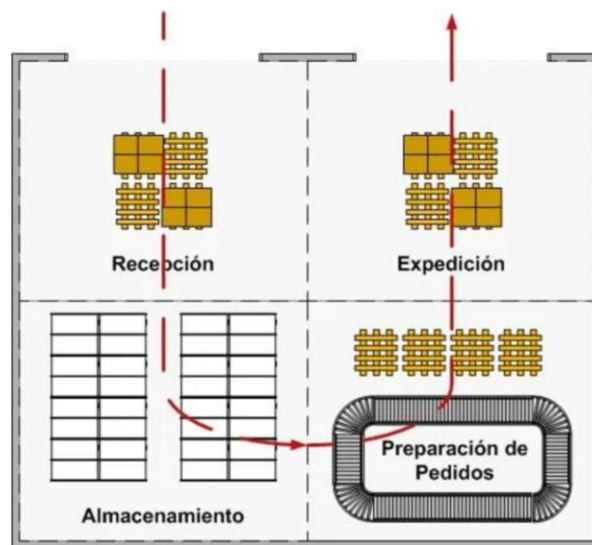 Recepción
Expedición
Almacenamiento
Preparación de
Pedidos